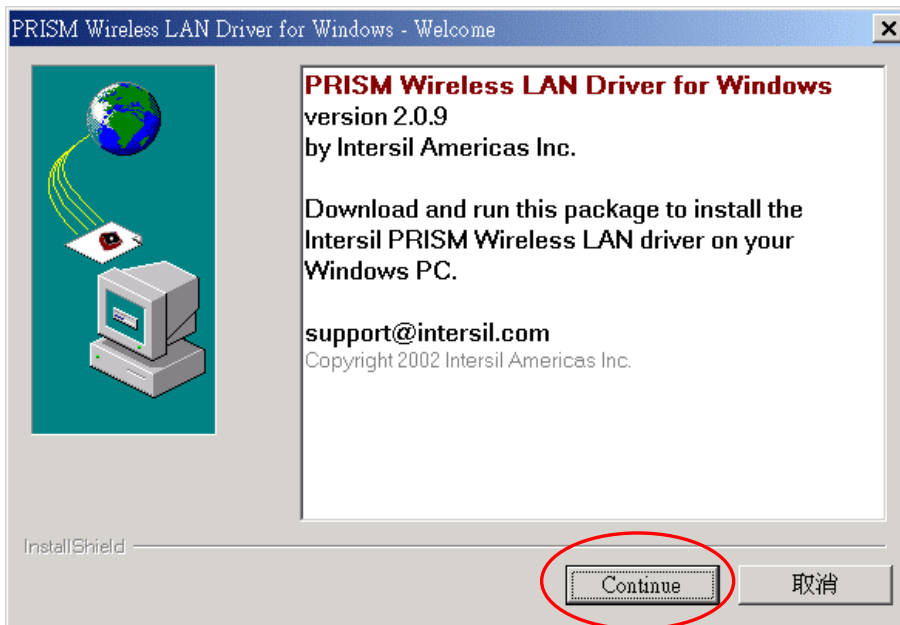 PRISM Wireless LAN Driver for Windows - Welcome
PRISM Wireless LAN Driver for Windows
version 2.0.9
by Intersil Americas Inc.
Download and run this package to install the
Intersil PRISM Wireless LAN driver on your
Windows PC.
support@intersil.com
Copyright 2002 Intersil Americas Inc.
InstallShield
Continue
取消